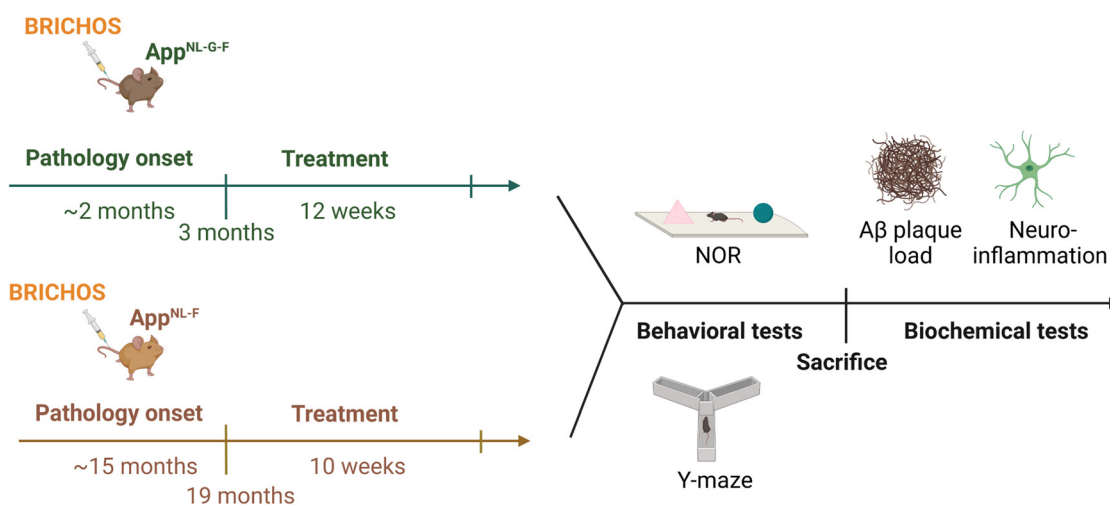 BRICHOS
App^NL-G-F
Pathology onset
Treatment
~2 months
12 weeks
3 months
BRICHOS
App^NL-F
Pathology onset
Treatment
~15 months
10 weeks
19 months
NOR
Aβ plaque
load
Neuro-
inflammation
Behavioral tests
Biochemical tests
Sacrifice
Y-maze